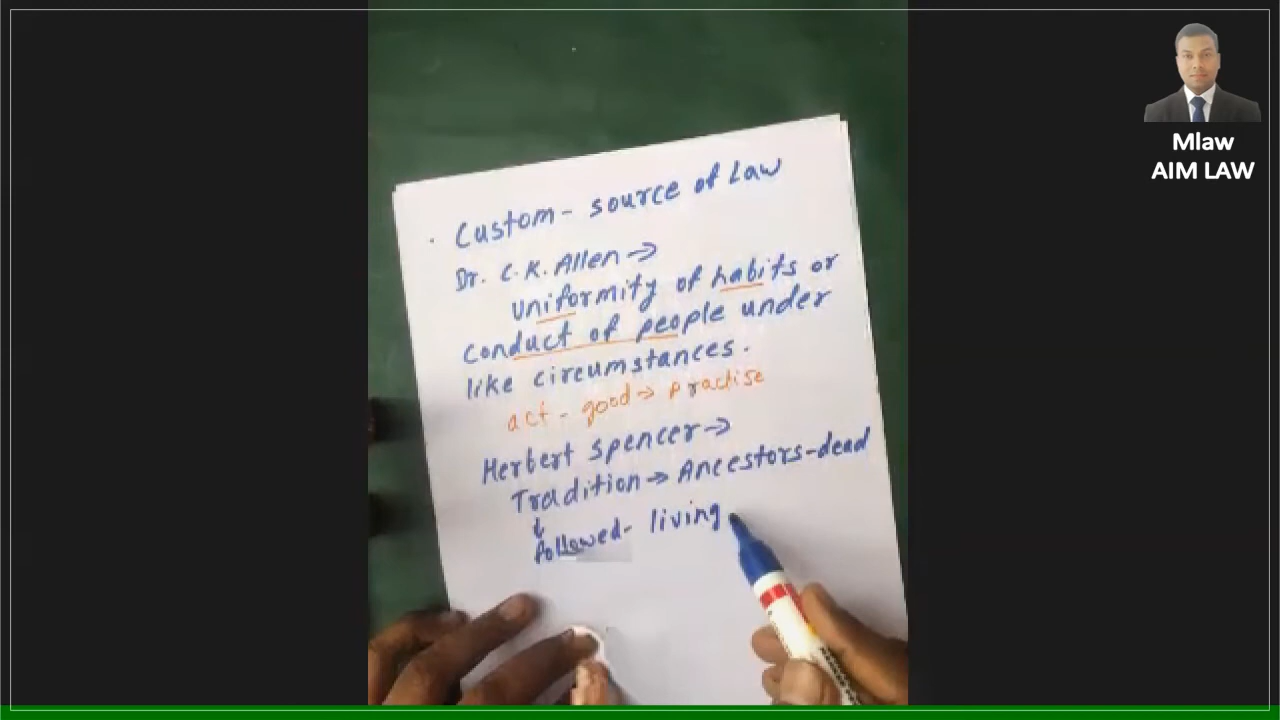 Custom - source of Law
Dr. C.K. Allen →
Uniformity of habits or
conduct of people under
like circumstances.
act - good → practise
Herbert spencer →
Tradition → Ancestors-dead
↓
followed- living
Mlaw
AIM LAW